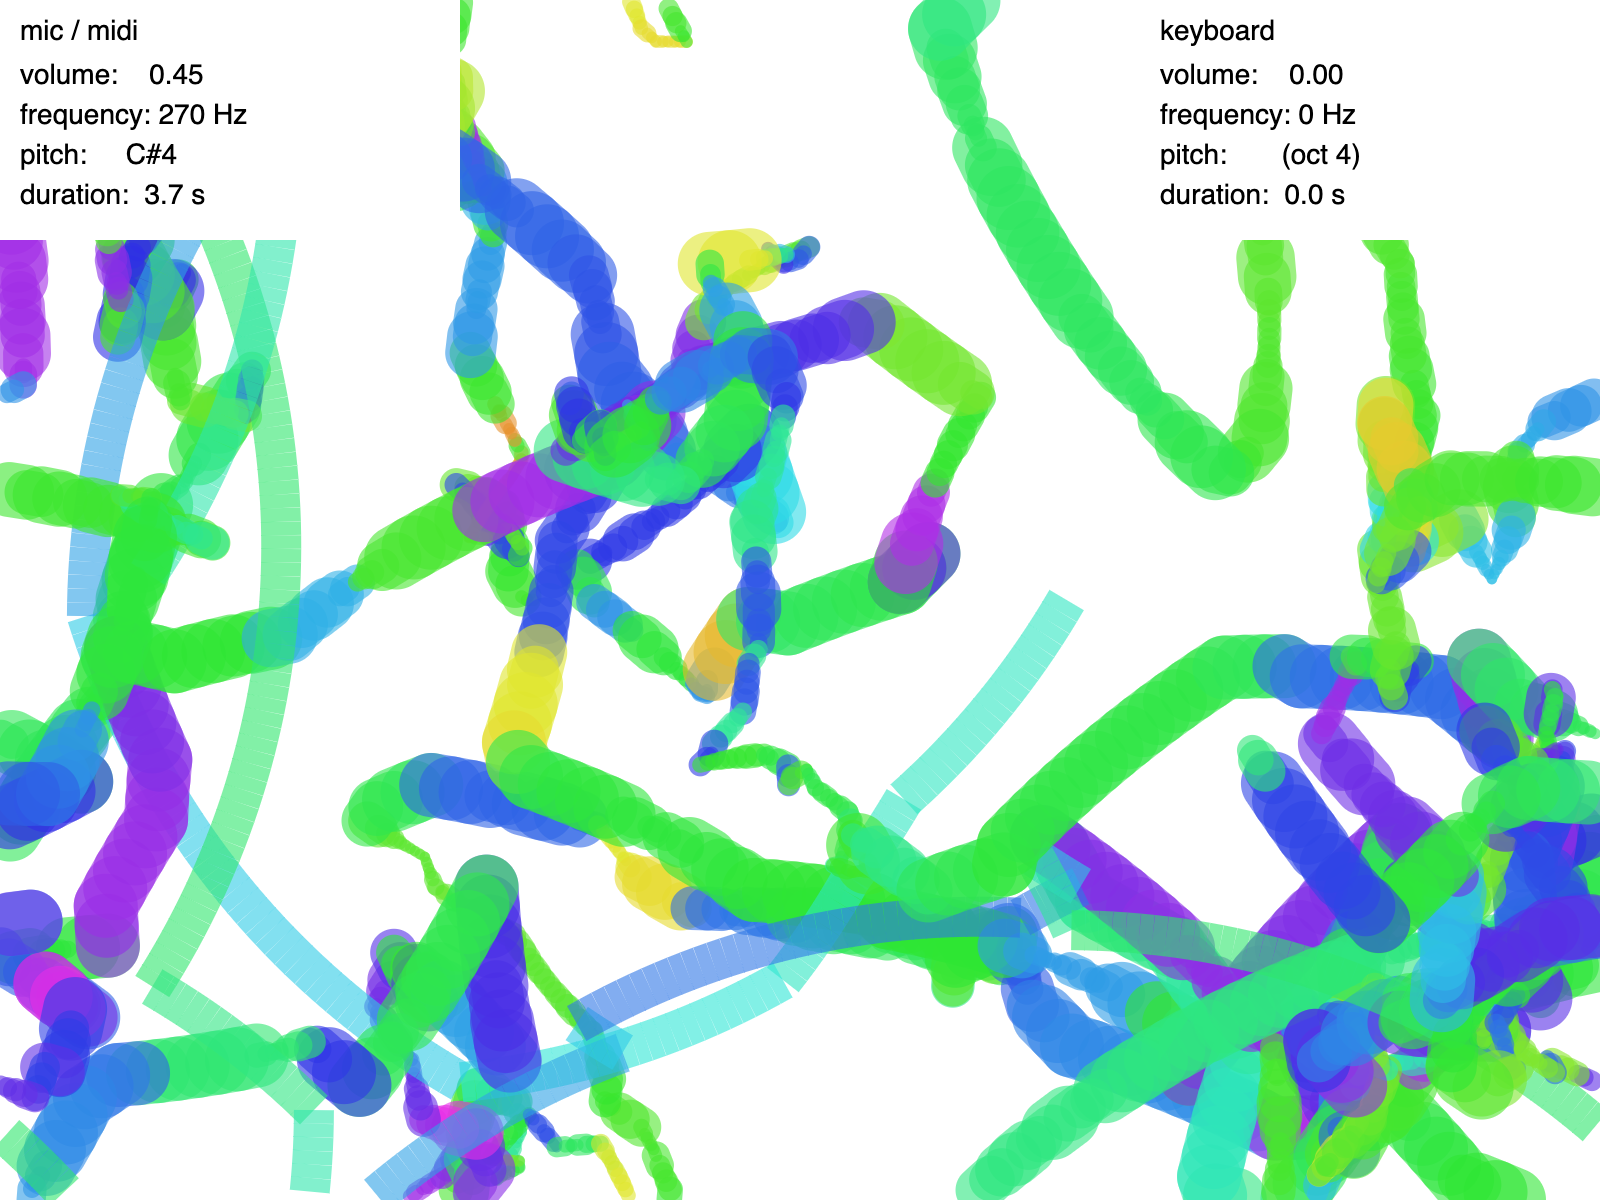 mic / midi
volume: 0.45
frequency: 270 Hz
pitch: C#4
duration: 3.7 s
keyboard
volume: 0.00
frequency: 0 Hz
pitch: (oct 4)
duration: 0.0 s